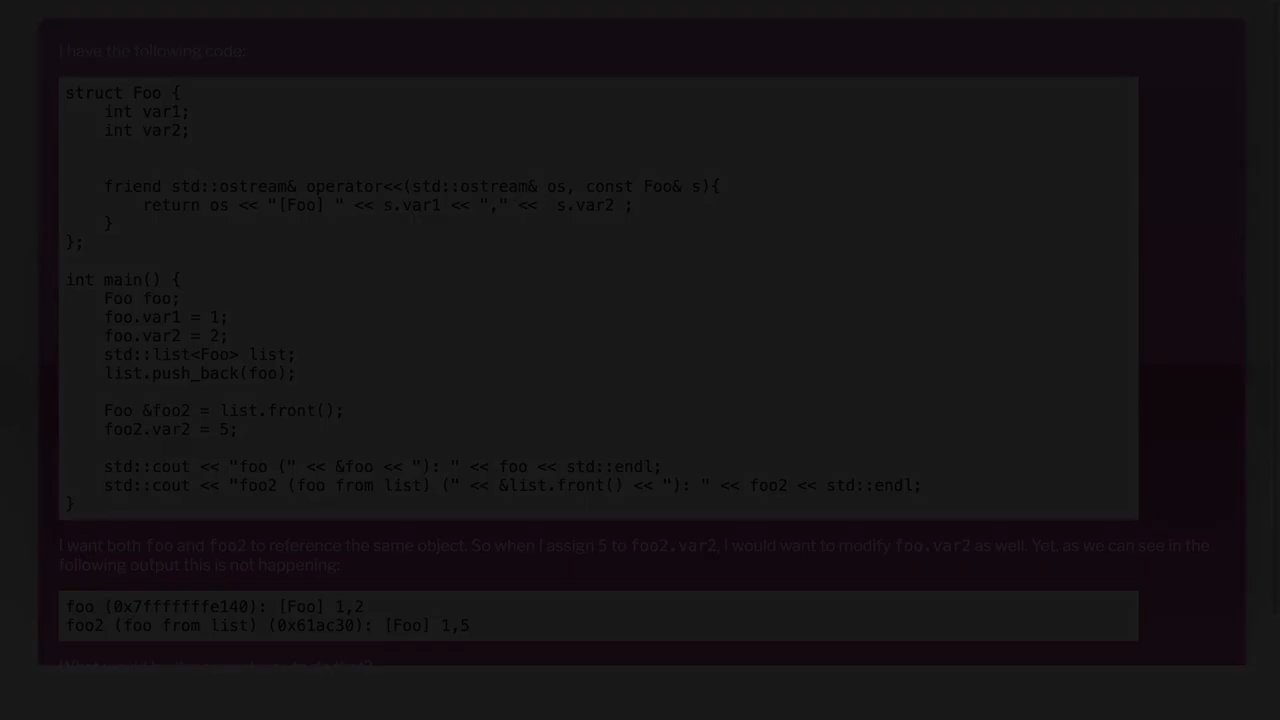 I have the following code:
struct Foo {
    int var1;
    int var2;
    friend std::ostream& operator<<(std::ostream& os, const Foo& s){
        return os << "[Foo] " << s.var1 << "," <<  s.var2 ;
    }
};
int main() {
    Foo foo;
    foo.var1 = 1;
    foo.var2 = 2;
    std::list<Foo> list;
    list.push_back(foo);
    Foo &foo2 = list.front();
    foo2.var2 = 5;
    std::cout << "foo (" << &foo << "): " << foo << std::endl;
    std::cout << "foo2 (foo from list) (" << &list.front() << "): " << foo2 << std::endl;
}
I want both foo and foo2 to reference the same object. So when I assign 5 to foo2.var2, I would want to modify foo.var2 as well. Yet, as we can see in the
following output this is not happening:
foo (0x7fffffffe140): [Foo] 1,2
foo2 (foo from list) (0x61ac30): [Foo] 1,5